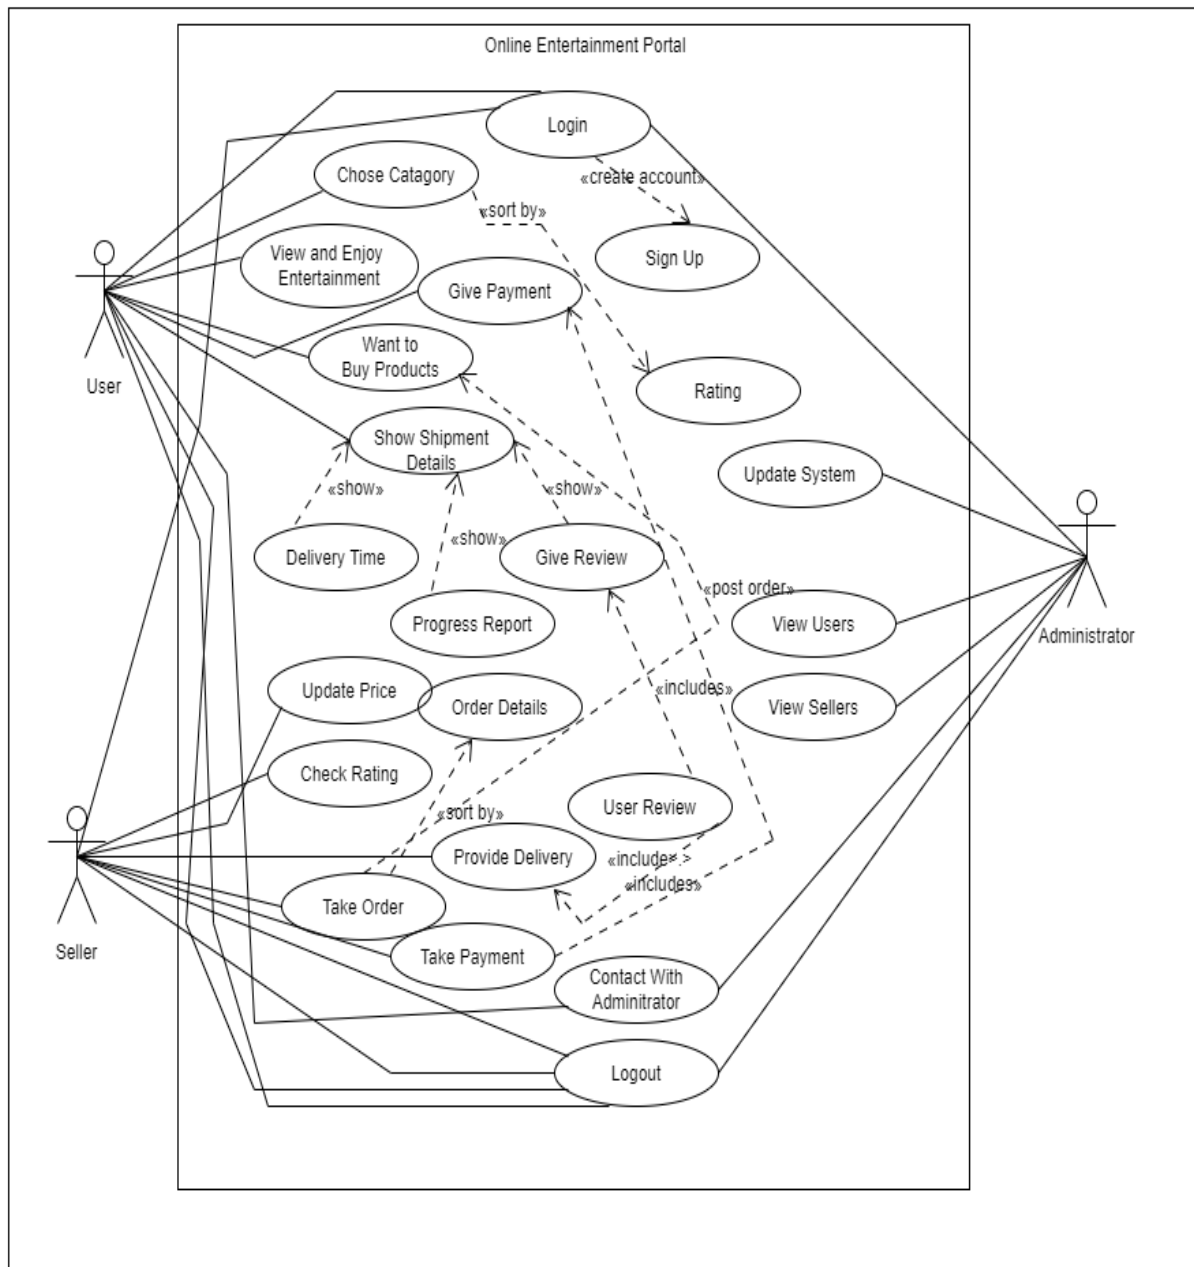 Online Entertainment Portal
Login
Chose Catagory
«create account»
«sort by»
View and Enjoy
Entertainment
Sign Up
Give Payment
Want to
Buy Products
User
Rating
Show Shipment
Details
Update System
«show»
«show»
«show»
Delivery Time
Give Review
«post order»
Progress Report
View Users
Administrator
Update Price
«includes»
Order Details
View Sellers
Check Rating
«sort by»
User Review
Provide Delivery
«includes»
Take Order
Seller
Take Payment
Contact With
Adminitrator
Logout